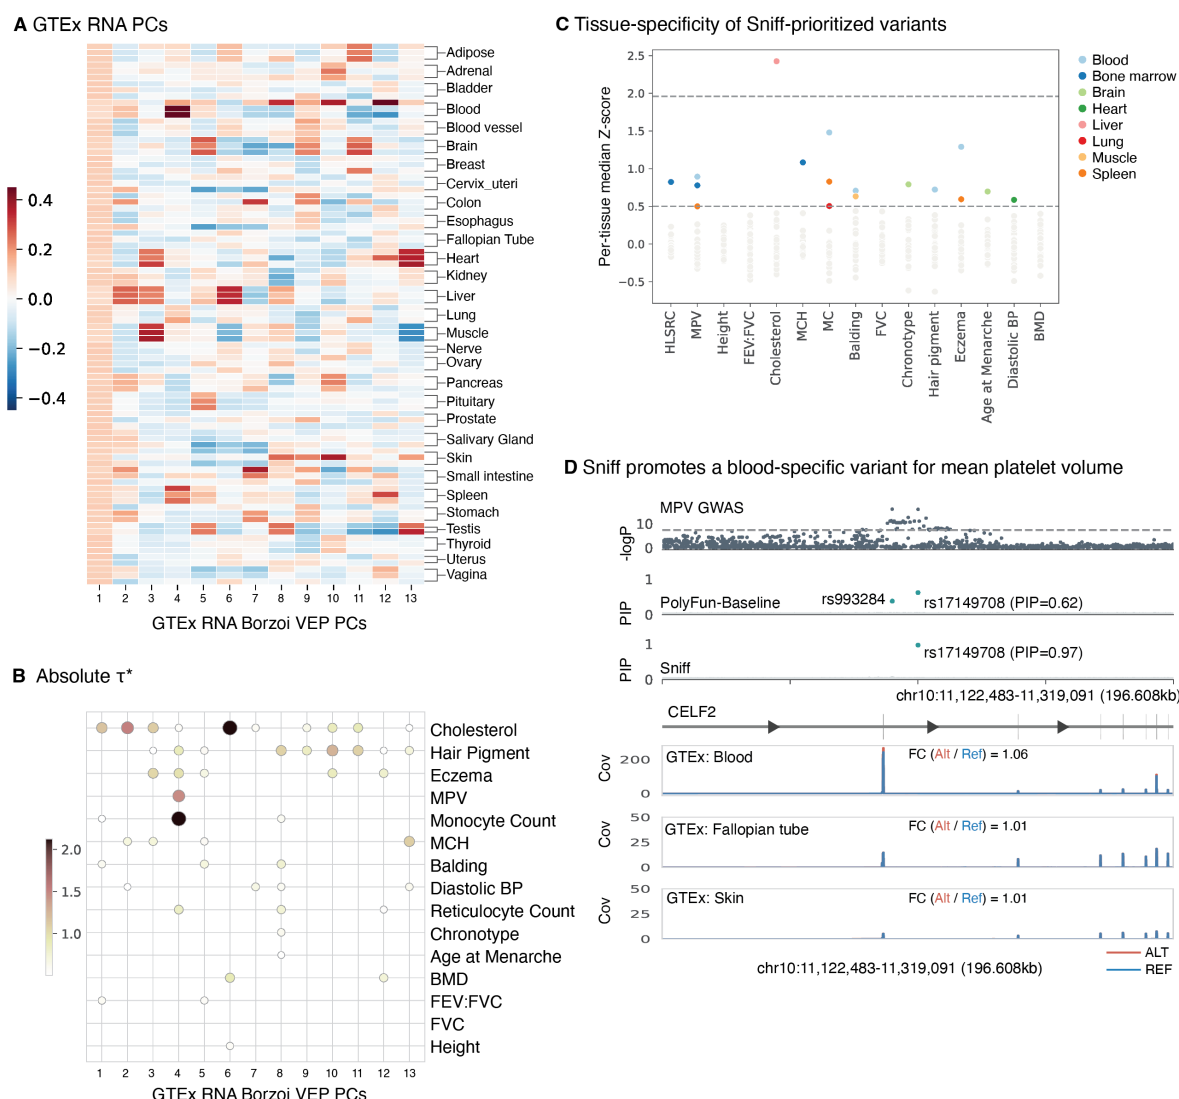 A GTEx RNA PCs
0.4
0.2
0.0
−0.2
−0.4
Adipose
Adrenal
Bladder
Blood
Blood vessel
Brain
Breast
Cervix_uteri
Colon
Esophagus
Fallopian Tube
Heart
Kidney
Liver
Lung
Muscle
Nerve
Ovary
Pancreas
Pituitary
Prostate
Salivary Gland
Skin
Small intestine
Spleen
Stomach
Testis
Thyroid
Uterus
Vagina
1 2 3 4 5 6 7 8 9 10 11 12 13
GTEx RNA Borzoi VEP PCs
B Absolute τ*
2.0
1.5
1.0
Cholesterol
Hair Pigment
Eczema
MPV
Monocyte Count
MCH
Balding
Diastolic BP
Reticulocyte Count
Chronotype
Age at Menarche
BMD
FEV:FVC
FVC
Height
1 2 3 4 5 6 7 8 9 10 11 12 13
GTEx RNA Borzoi VEP PCs
C Tissue-specificity of Sniff-prioritized variants
Per-tissue median Z-score
2.5
2.0
1.5
1.0
0.5
0.0
−0.5
HLSRC
MPV
Height
FEV:FVC
Cholesterol
MCH
MC
Balding
FVC
Chronotype
Hair pigment
Eczema
Age at Menarche
Diastolic BP
BMD
Blood
Bone marrow
Brain
Heart
Liver
Lung
Muscle
Spleen
D Sniff promotes a blood-specific variant for mean platelet volume
MPV GWAS
-logP
10
0
PIP
1
0
PolyFun-Baseline
rs993284
rs17149708 (PIP=0.62)
PIP
1
0
Sniff
rs17149708 (PIP=0.97)
chr10:11,122,483-11,319,091 (196.608kb)
CELF2
Cov
200
0
GTEx: Blood
FC (Alt / Ref) = 1.06
Cov
50
25
0
GTEx: Fallopian tube
FC (Alt / Ref) = 1.01
Cov
50
25
0
GTEx: Skin
FC (Alt / Ref) = 1.01
chr10:11,122,483-11,319,091 (196.608kb)
ALT
REF